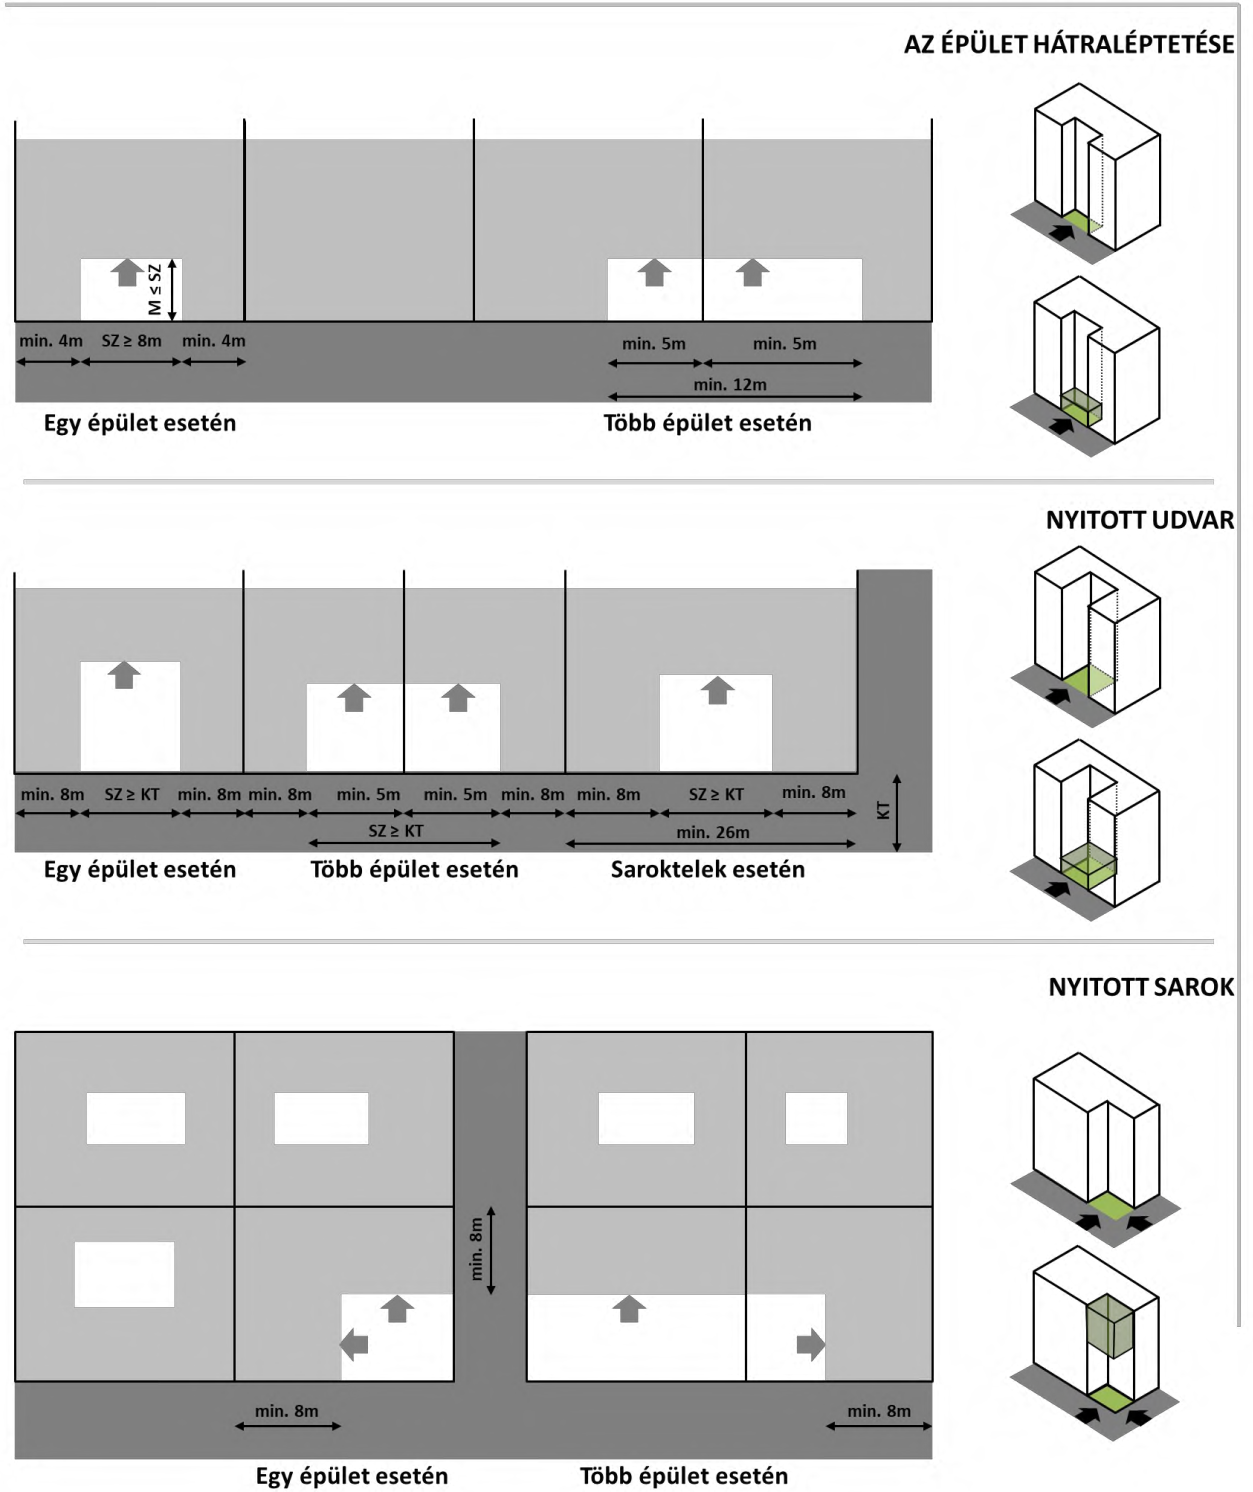 AZ ÉPÜLET HÁTRALÉPTETÉSE
M ≤ SZ
min. 4m SZ ≥ 8m min. 4m
min. 5m min. 5m
min. 12m
Egy épület esetén Több épület esetén
NYITOTT UDVAR
min. 8m SZ ≥ KT min. 8m min. 8m min. 5m min. 5m min. 8m min. 8m SZ ≥ KT min. 8m
KT
SZ ≥ KT min. 26m
Egy épület esetén Több épület esetén Saroktelek esetén
NYITOTT SAROK
min. 8m
min. 8m min. 8m
Egy épület esetén Több épület esetén